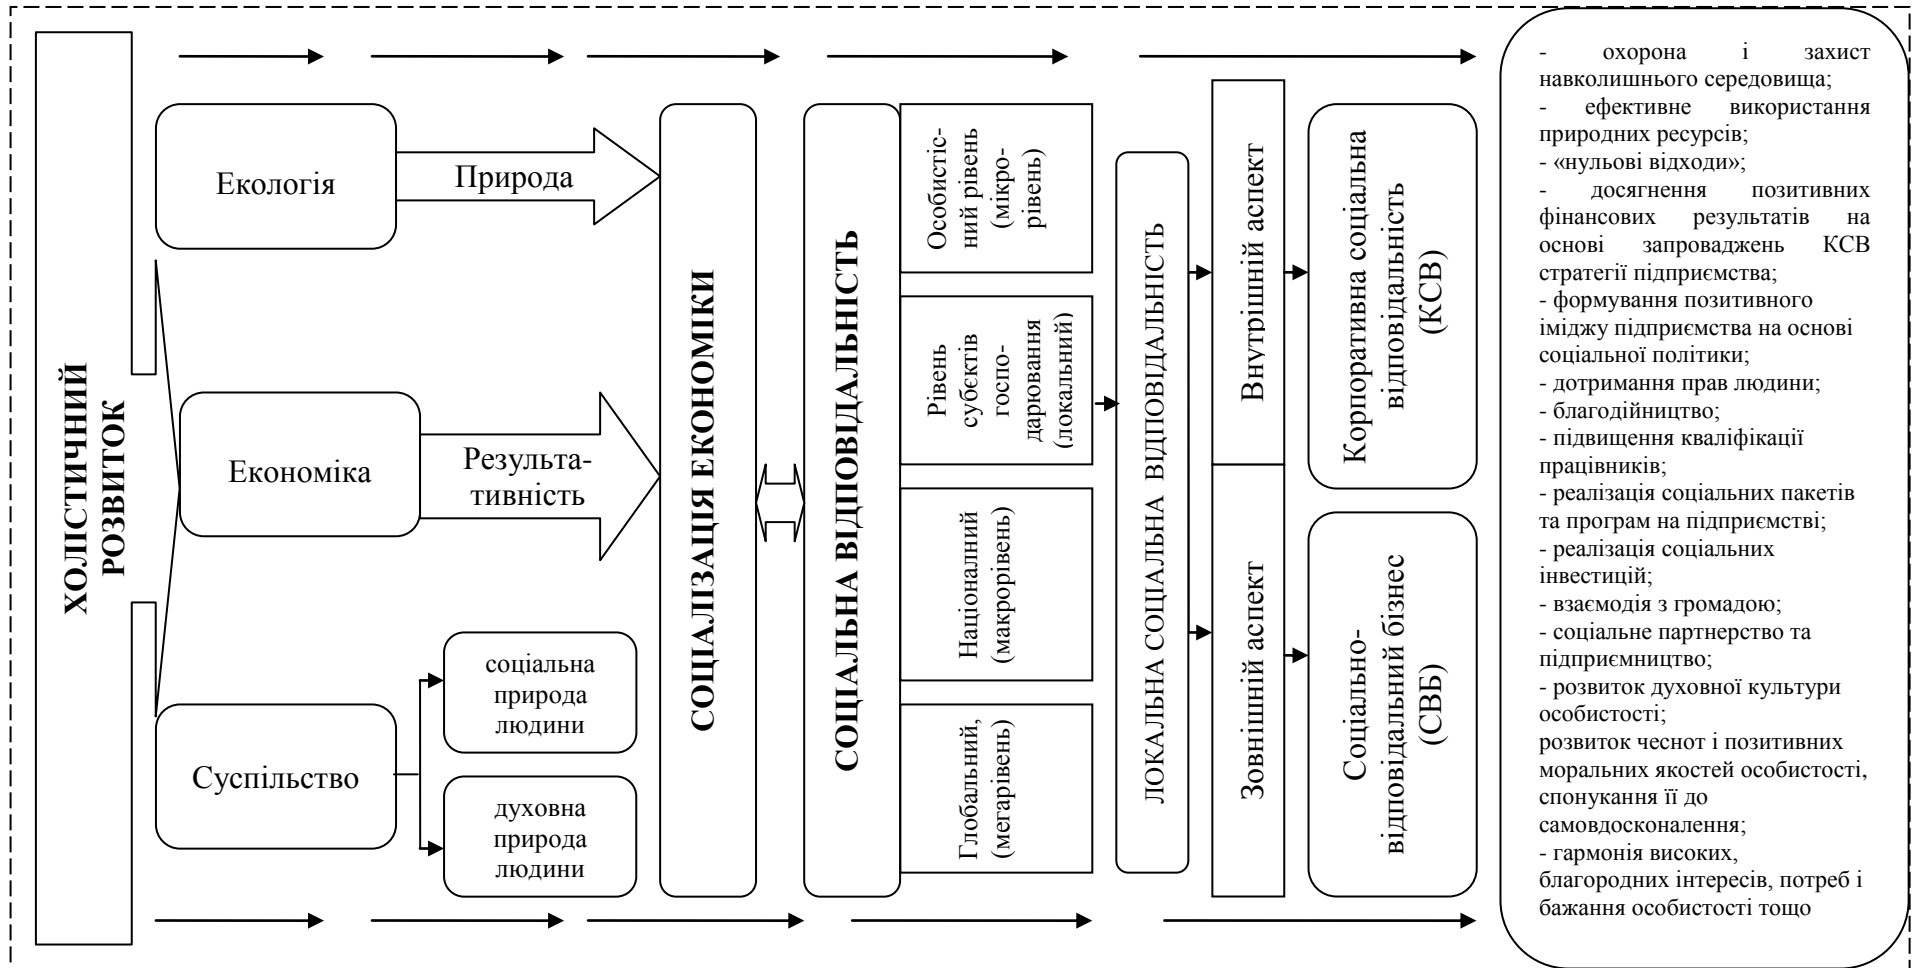 ХОЛІСТИЧНИЙ
РОЗВИТОК
Екологія
Природа
Економіка
Результа-
тивність
Суспільство
соціальна
природа
людини
духовна
природа
людини
СОЦІАЛІЗАЦІЯ ЕКОНОМІКИ
СОЦІАЛЬНА ВІДПОВІДАЛЬНІСТЬ
Особистіс-
ний рівень
(мікро-
рівень)
Рівень
субєктів
госпо-
дарювання
(локальний)
Націоналний
(макрорівень)
Глобальний,
(мегарівень)
ЛОКАЛЬНА СОЦІАЛЬНА ВІДПОВІДАЛЬНІСТЬ
Внутрішній аспект
Зовнішній аспект
Корпоративна соціальна
відповідальність
(КСВ)
Соціально-
відповідальний бізнес
(СВБ)
- охорона і захист
навколишнього середовища;
- ефективне використання
природних ресурсів;
- «нульові відходи»;
- досягнення позитивних
фінансових результатів на
основі запроваджень КСВ
стратегії підприємства;
- формування позитивного
іміджу підприємства на основі
соціальної політики;
- дотримання прав людини;
- благодійництво;
- підвищення кваліфікації
працівників;
- реалізація соціальних пакетів
та програм на підприємстві;
- реалізація соціальних
інвестицій;
- взаємодія з громадою;
- соціальне партнерство та
підприємництво;
- розвиток духовної культури
особистості;
розвиток чеснот і позитивних
моральних якостей особистості,
спонукання її до
самовдосконалення;
- гармонія високих,
благородних інтересів, потреб і
бажання особистості тощо